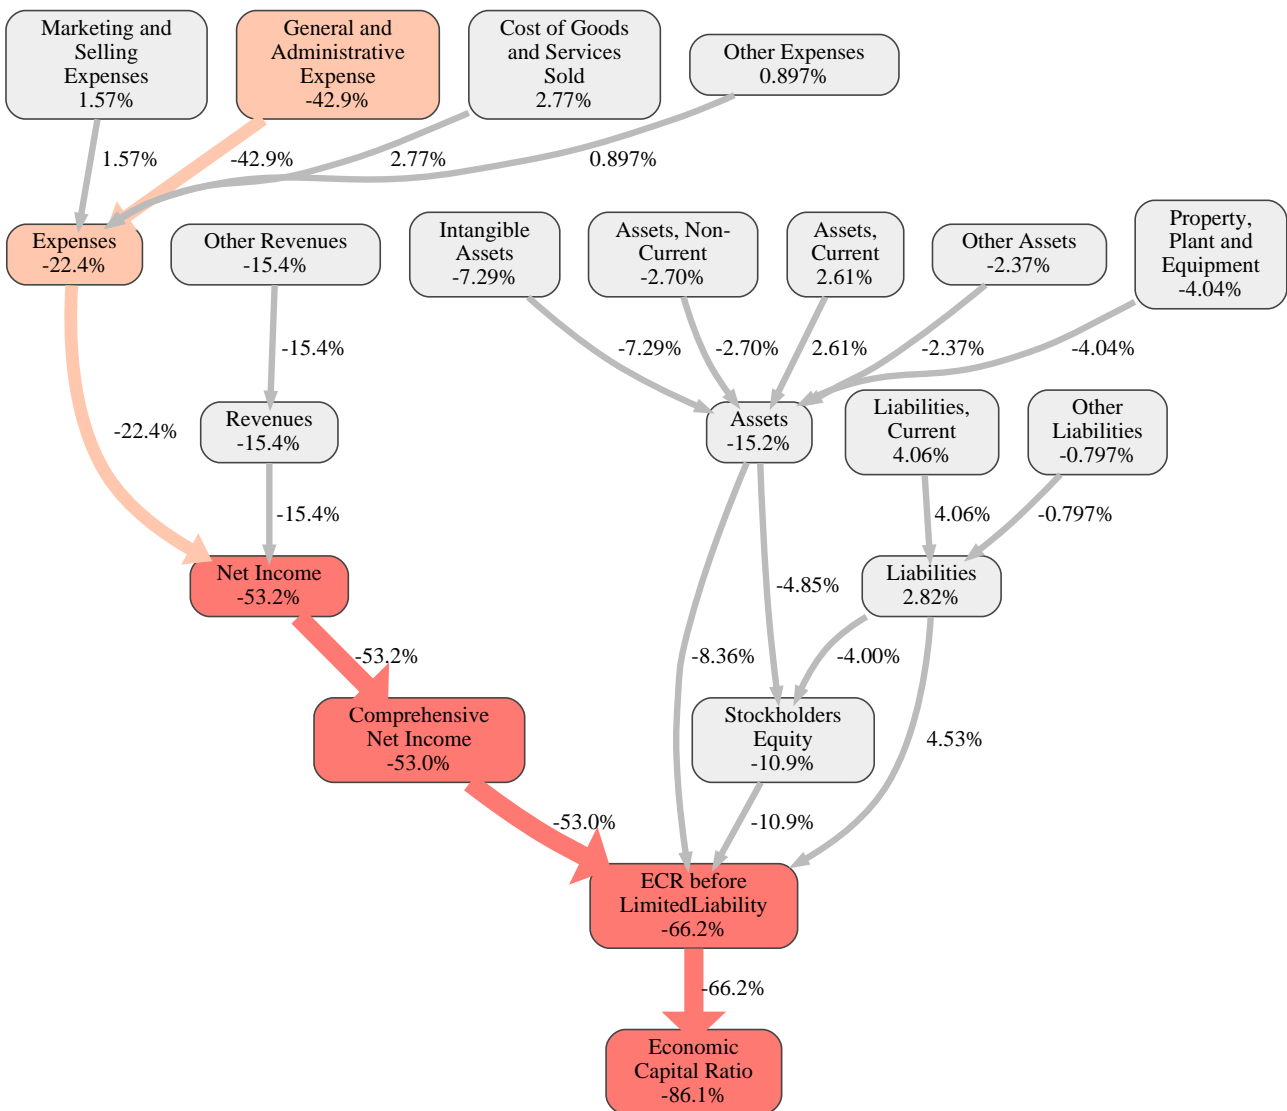 Marketing and
Selling
Expenses
1.57%
General and
Administrative
Expense
-42.9%
Cost of Goods
and Services
Sold
2.77%
Other Expenses
0.897%
1.57%
-42.9%
2.77%
0.897%
Expenses
-22.4%
Other Revenues
-15.4%
Intangible
Assets
-7.29%
Assets, Non-
Current
-2.70%
Assets,
Current
2.61%
Other Assets
-2.37%
Property,
Plant and
Equipment
-4.04%
-15.4%
-7.29%
-2.70%
2.61%
-2.37%
-4.04%
-22.4%
Revenues
-15.4%
Assets
-15.2%
Liabilities,
Current
4.06%
Other
Liabilities
-0.797%
-15.4%
4.06%
-0.797%
Net Income
-53.2%
-4.85%
Liabilities
2.82%
-53.2%
-8.36%
-4.00%
Comprehensive
Net Income
-53.0%
Stockholders
Equity
-10.9%
4.53%
-53.0%
-10.9%
ECR before
LimitedLiability
-66.2%
-66.2%
Economic
Capital Ratio
-86.1%